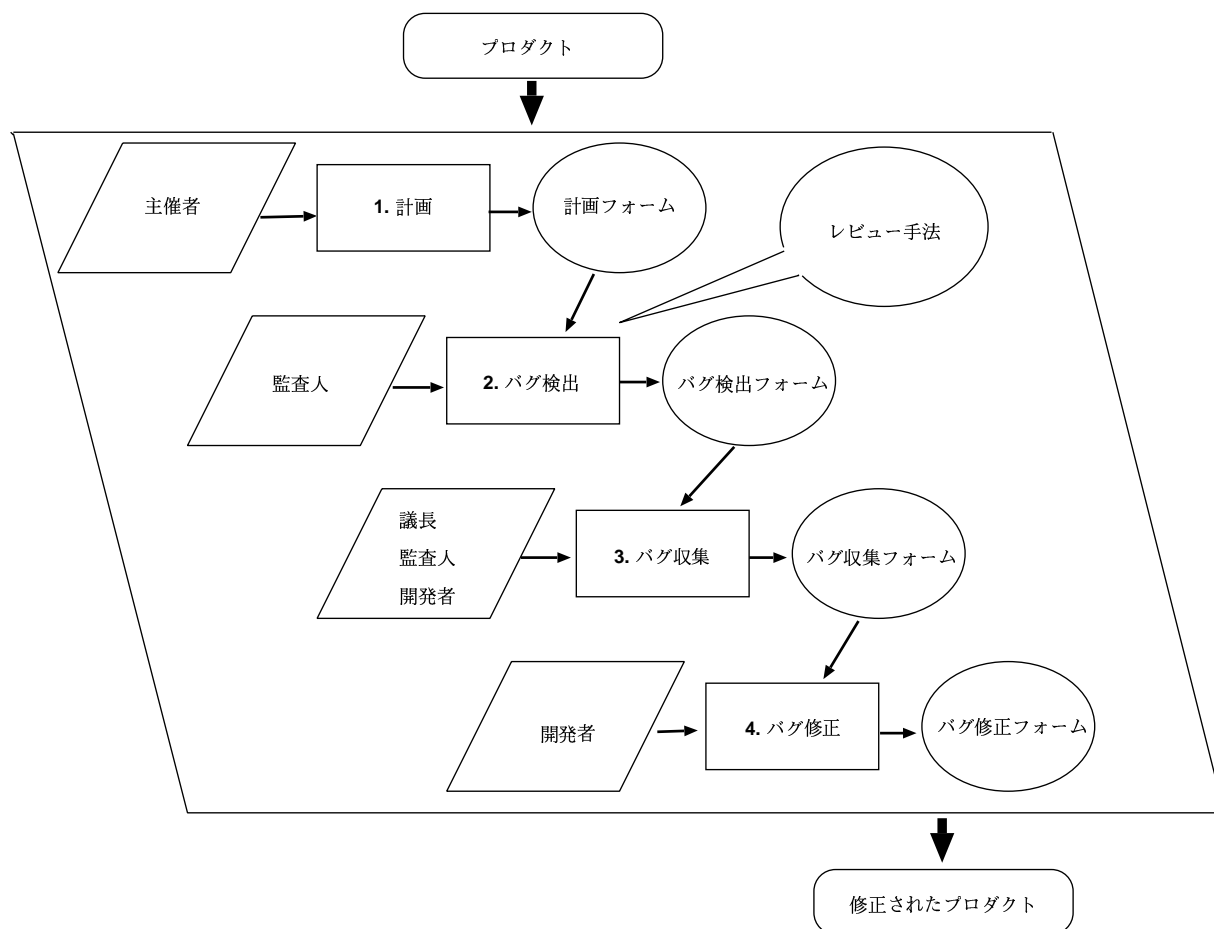 プロダクト
主催者
1. 計画
計画フォーム
レビュー手法
監査人
2. バグ検出
バグ検出フォーム
議長
監査人
開発者
3. バグ収集
バグ収集フォーム
開発者
4. バグ修正
バグ修正フォーム
修正されたプロダクト